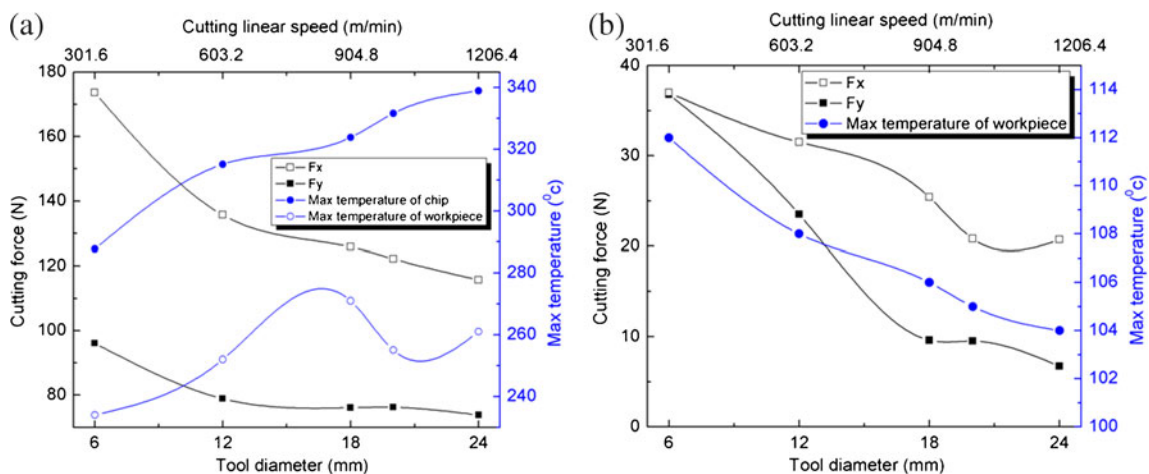 (a)
Cutting linear speed (m/min)
301.6 603.2 904.8 1206.4
180
160
140
120
100
80
Cutting force (N)
Fx
Fy
Max temperature of chip
Max temperature of workpiece
340
320
300
280
260
240
220
Max temperature (⁰c)
6 12 18 24
Tool diameter (mm)
(b)
Cutting linear speed (m/min)
301.6 603.2 904.8 1206.4
40
30
20
10
0
Cutting force (N)
Fx
Fy
Max temperature of workpiece
114
112
110
108
106
104
102
100
Max temperature (⁰c)
6 12 18 24
Tool diameter (mm)